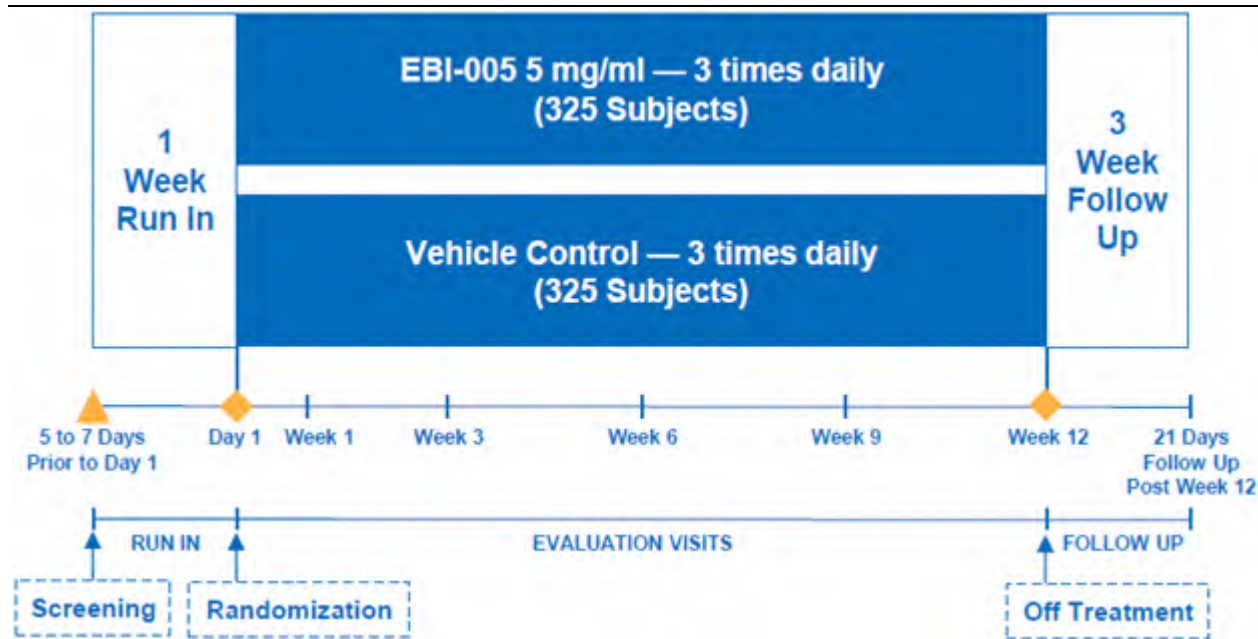 EBI-005 5 mg/ml — 3 times daily
(325 Subjects)
1
Week
Run In
3
Week
Follow
Up
Vehicle Control — 3 times daily
(325 Subjects)
5 to 7 Days
Prior to Day 1
Day 1
Week 1
Week 3
Week 6
Week 9
Week 12
21 Days
Follow Up
Post Week 12
RUN IN
EVALUATION VISITS
FOLLOW UP
Screening
Randomization
Off Treatment